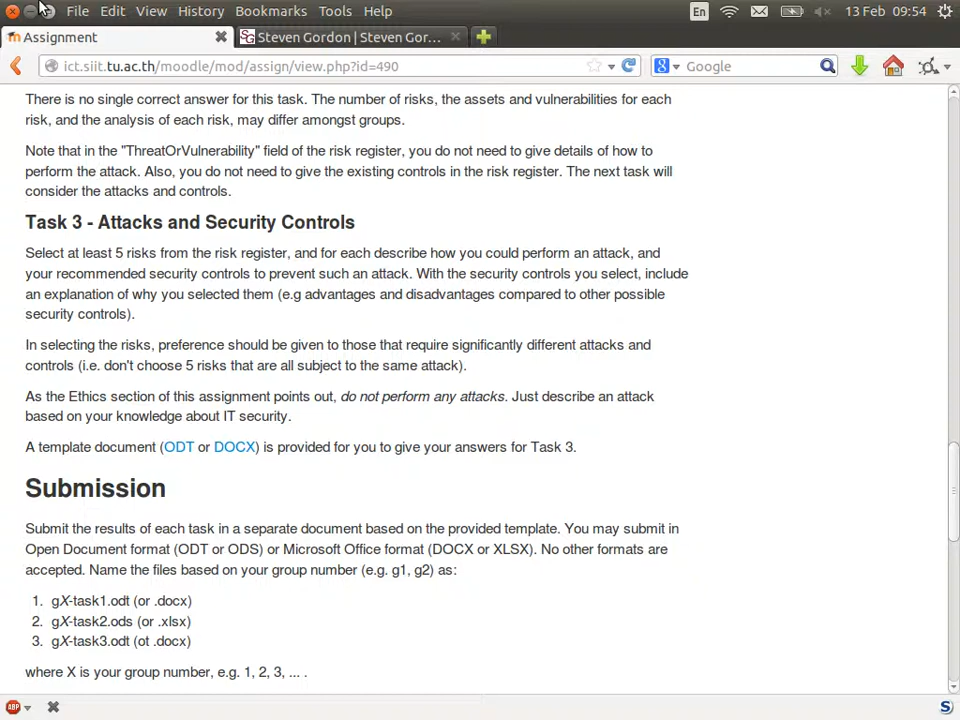 File Edit View History Bookmarks Tools Help En 13 Feb 09:54
Assignment Steven Gordon | Steven Gor...
ict.siit.tu.ac.th/moodle/mod/assign/view.php?id=490 Google
There is no single correct answer for this task. The number of risks, the assets and vulnerabilities for each
risk, and the analysis of each risk, may differ amongst groups.
Note that in the "ThreatOrVulnerability" field of the risk register, you do not need to give details of how to
perform the attack. Also, you do not need to give the existing controls in the risk register. The next task will
consider the attacks and controls.
Task 3 - Attacks and Security Controls
Select at least 5 risks from the risk register, and for each describe how you could perform an attack, and
your recommended security controls to prevent such an attack. With the security controls you select, include
an explanation of why you selected them (e.g advantages and disadvantages compared to other possible
security controls).
In selecting the risks, preference should be given to those that require significantly different attacks and
controls (i.e. don't choose 5 risks that are all subject to the same attack).
As the Ethics section of this assignment points out, do not perform any attacks. Just describe an attack
based on your knowledge about IT security.
A template document (ODT or DOCX) is provided for you to give your answers for Task 3.
Submission
Submit the results of each task in a separate document based on the provided template. You may submit in
Open Document format (ODT or ODS) or Microsoft Office format (DOCX or XLSX). No other formats are
accepted. Name the files based on your group number (e.g. g1, g2) as:
1. gX-task1.odt (or .docx)
2. gX-task2.ods (or .xlsx)
3. gX-task3.odt (ot .docx)
where X is your group number, e.g. 1, 2, 3, ... .
ABP